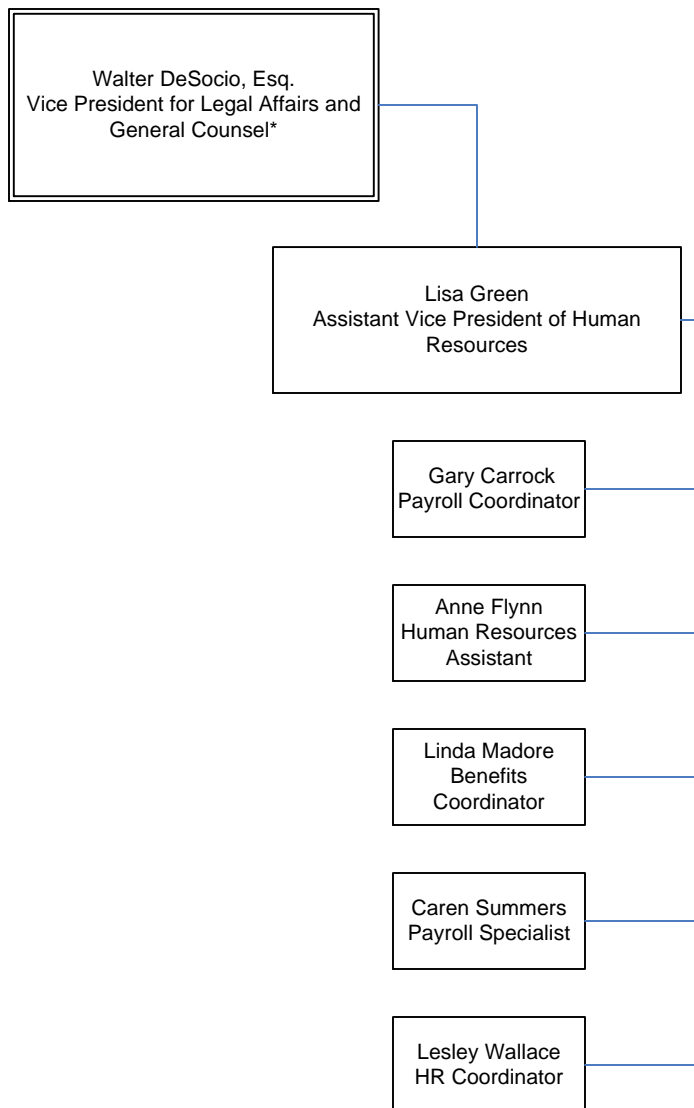 Walter DeSocio, Esq.
Vice President for Legal Affairs and
General Counsel*
Lisa Green
Assistant Vice President of Human
Resources
Gary Carrock
Payroll Coordinator
Anne Flynn
Human Resources
Assistant
Linda Madore
Benefits
Coordinator
Caren Summers
Payroll Specialist
Lesley Wallace
HR Coordinator